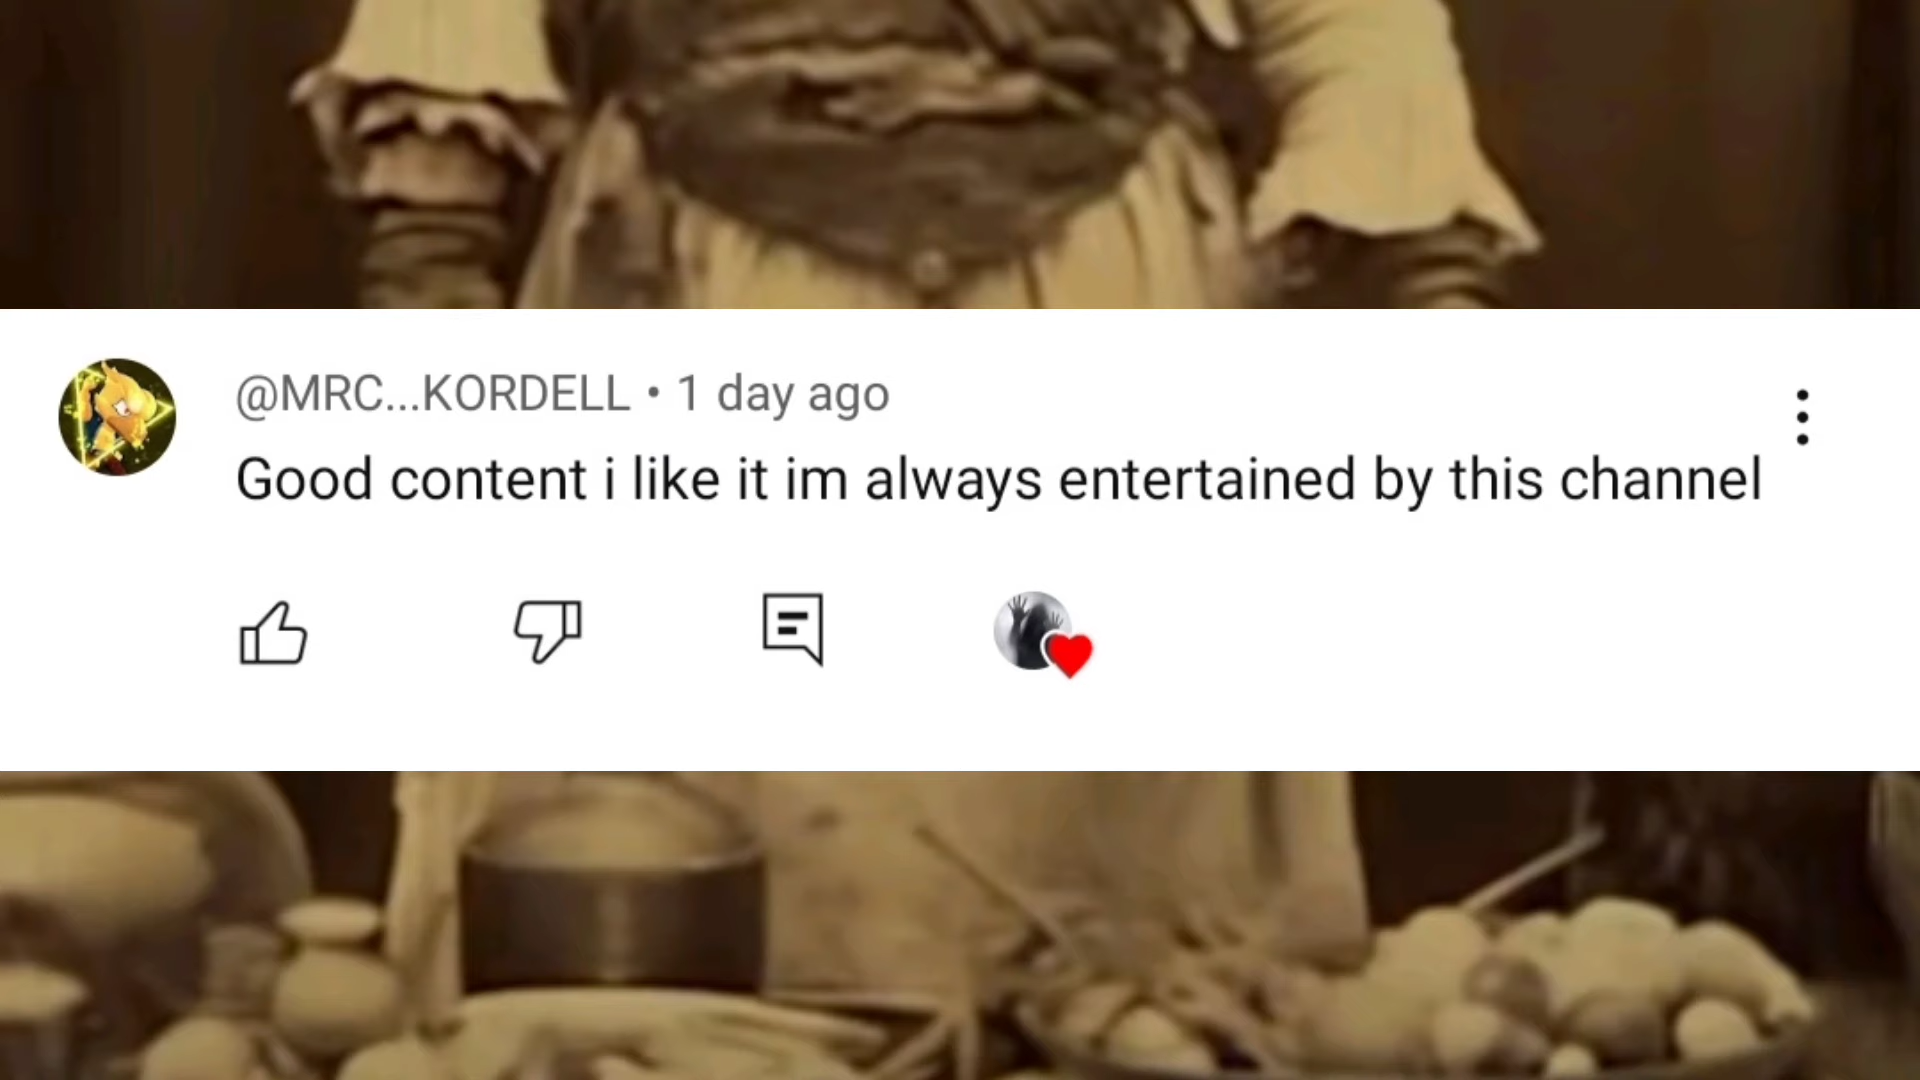 @MRC...KORDELL • 1 day ago
Good content i like it im always entertained by this channel